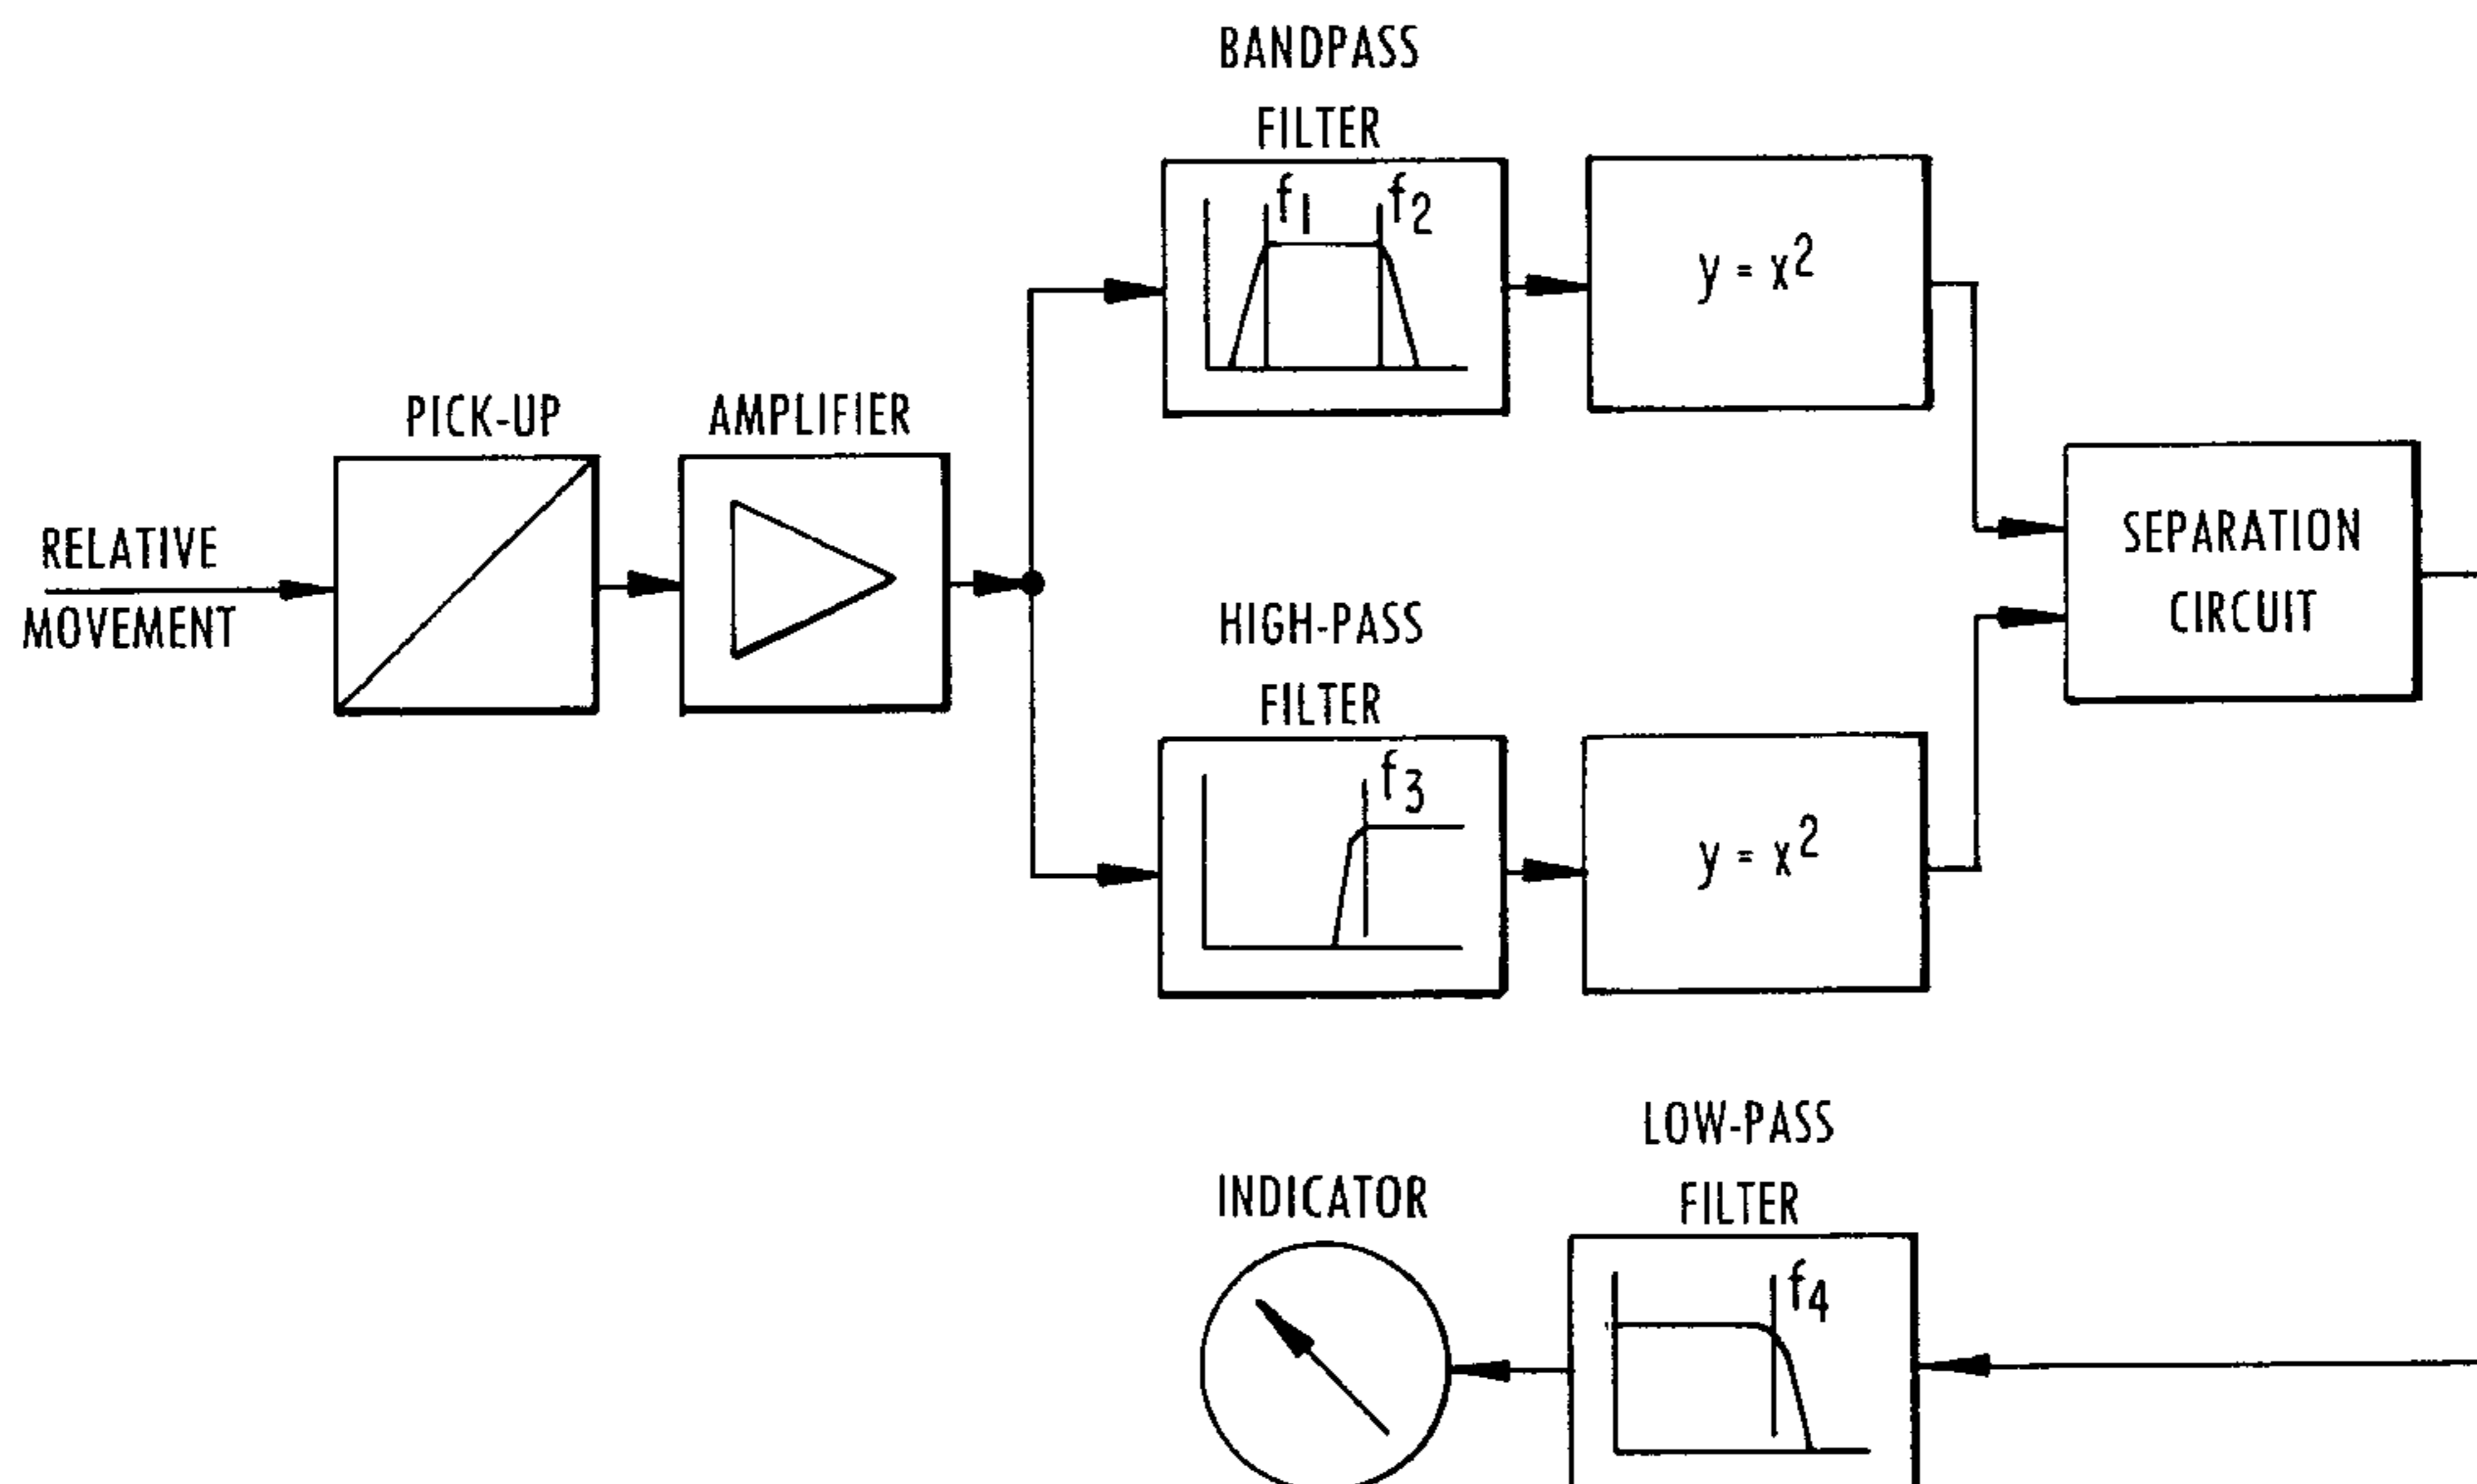 BANDPASS
FILTER
f1 f2
y = x²
PICK-UP
AMPLIFIER
RELATIVE
MOVEMENT
SEPARATION
CIRCUIT
HIGH-PASS
FILTER
f3
y = x²
LOW-PASS
FILTER
f4
INDICATOR